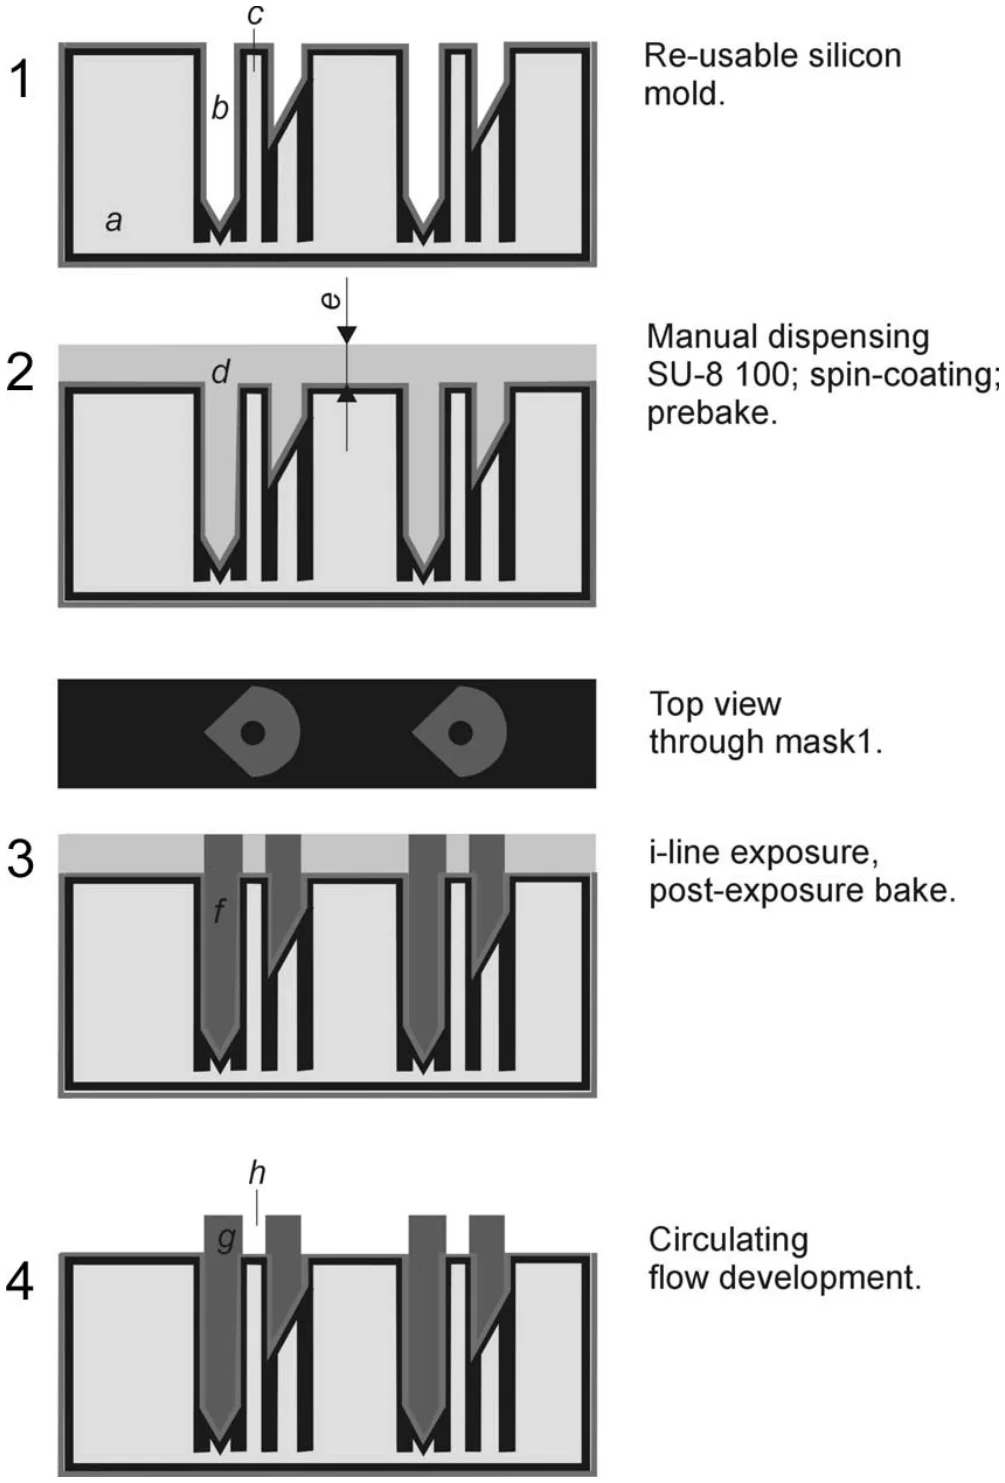 c
1
Re-usable silicon
mold.
b
a
e
2
Manual dispensing
SU-8 100; spin-coating;
prebake.
d
Top view
through mask1.
3
i-line exposure,
post-exposure bake.
f
h
g
4
Circulating
flow development.